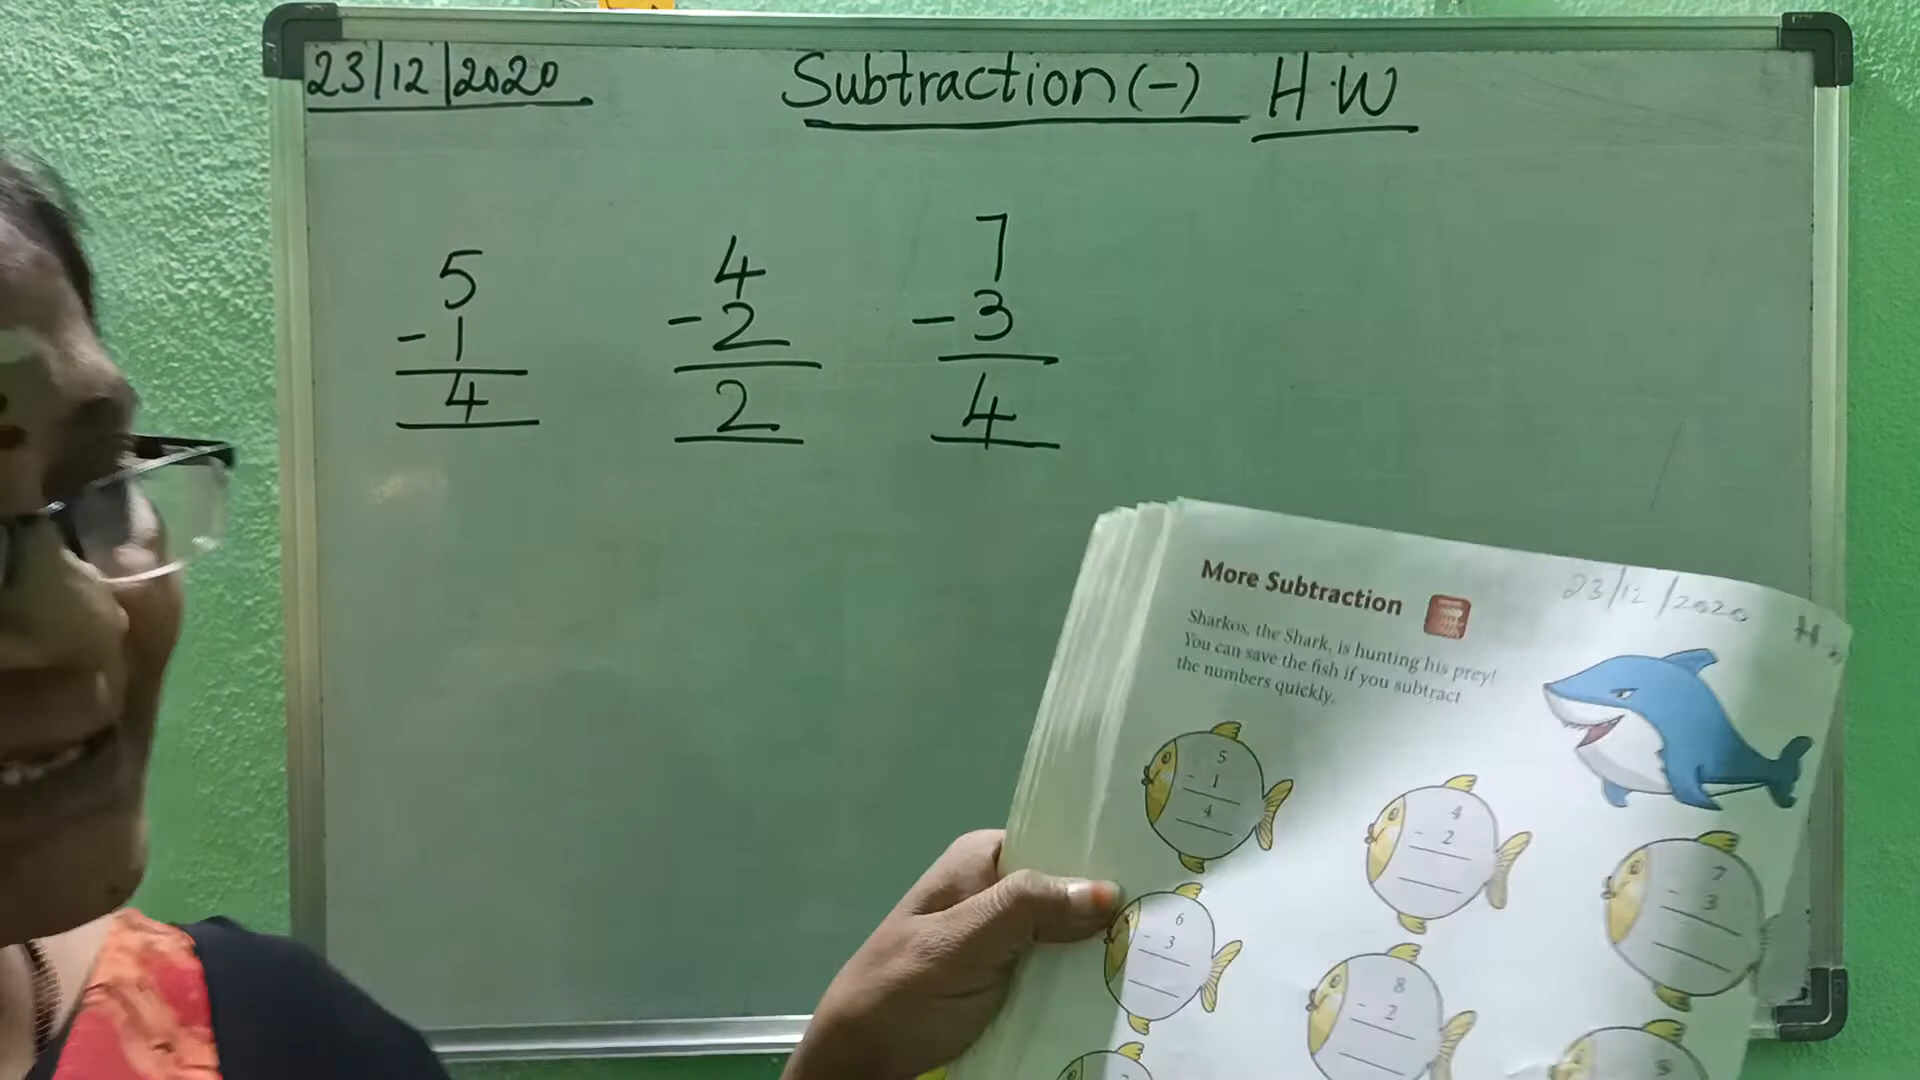 23/12/2020 Subtraction (-) H.W
5 4 7
-1 -2 -3
4 2 4
More Subtraction 23/12/2020
Sharkos, the Shark, is hunting his prey!
You can save the fish if you subtract
the numbers quickly.
5
- 1
4
4
- 2
7
- 3
6
- 3
8
- 2